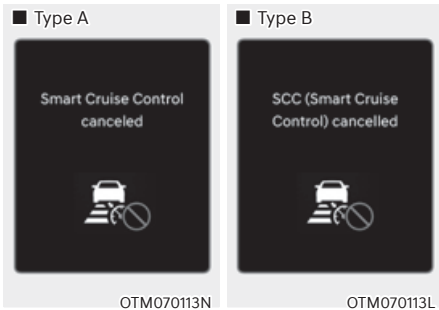 ■ Type A
Smart Cruise Control
canceled
OTM070113N
■ Type B
SCC (Smart Cruise
Control) cancelled
OTM070113L